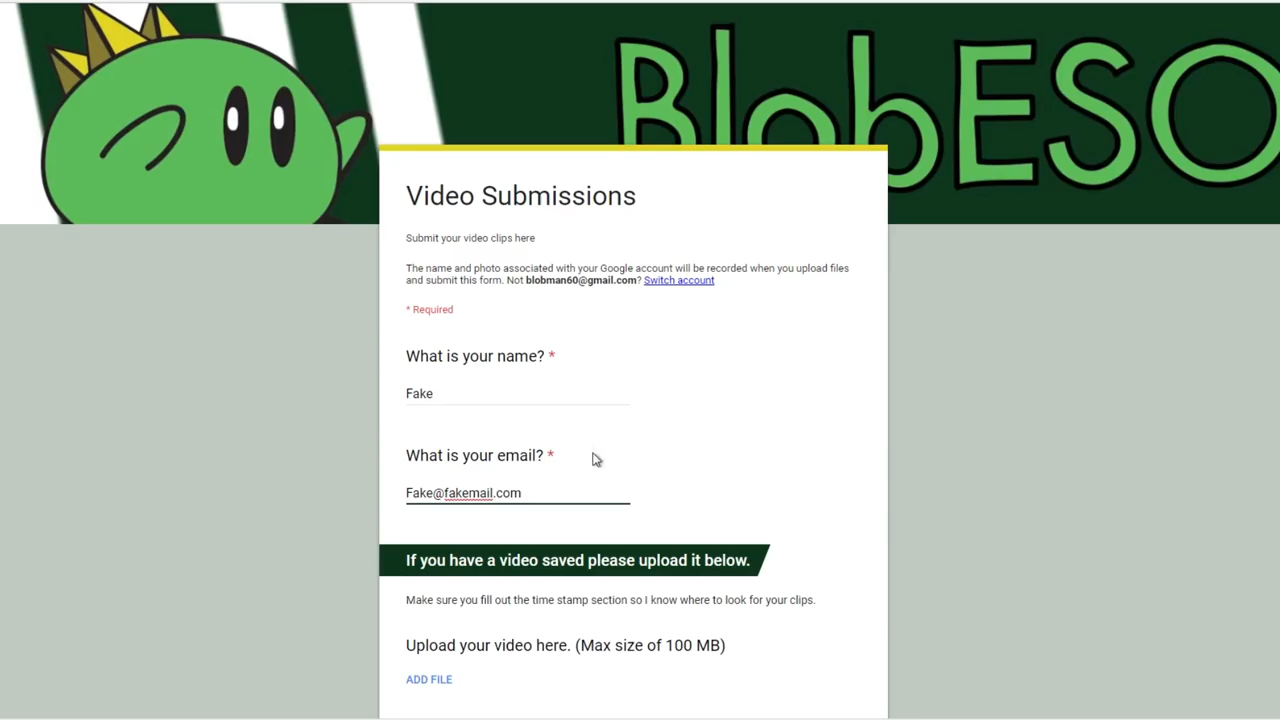 BlobESO
Video Submissions
Submit your video clips here
The name and photo associated with your Google account will be recorded when you upload files
and submit this form. Not blobman60@gmail.com? Switch account
* Required
What is your name? *
Fake
What is your email? *
Fake@fakemail.com
If you have a video saved please upload it below.
Make sure you fill out the time stamp section so I know where to look for your clips.
Upload your video here. (Max size of 100 MB)
ADD FILE